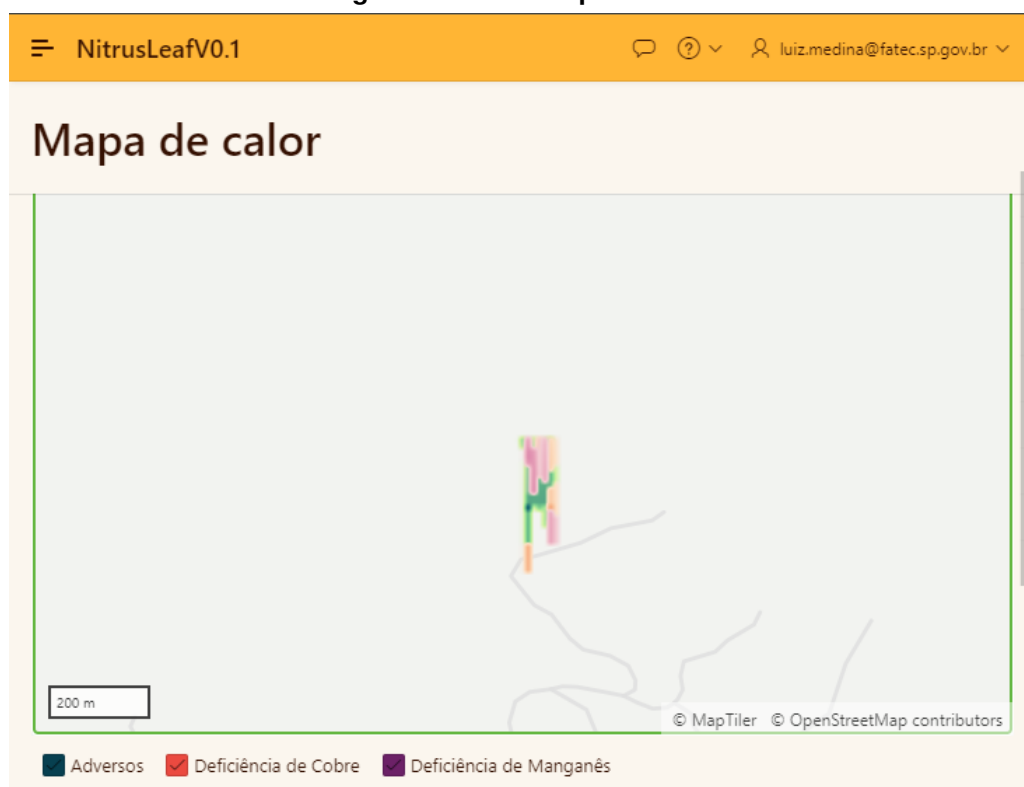 NitrusLeafV0.1
luiz.medina@fatec.sp.gov.br
Mapa de calor
200 m
© MapTiler © OpenStreetMap contributors
Adversos Deficiência de Cobre Deficiência de Manganês